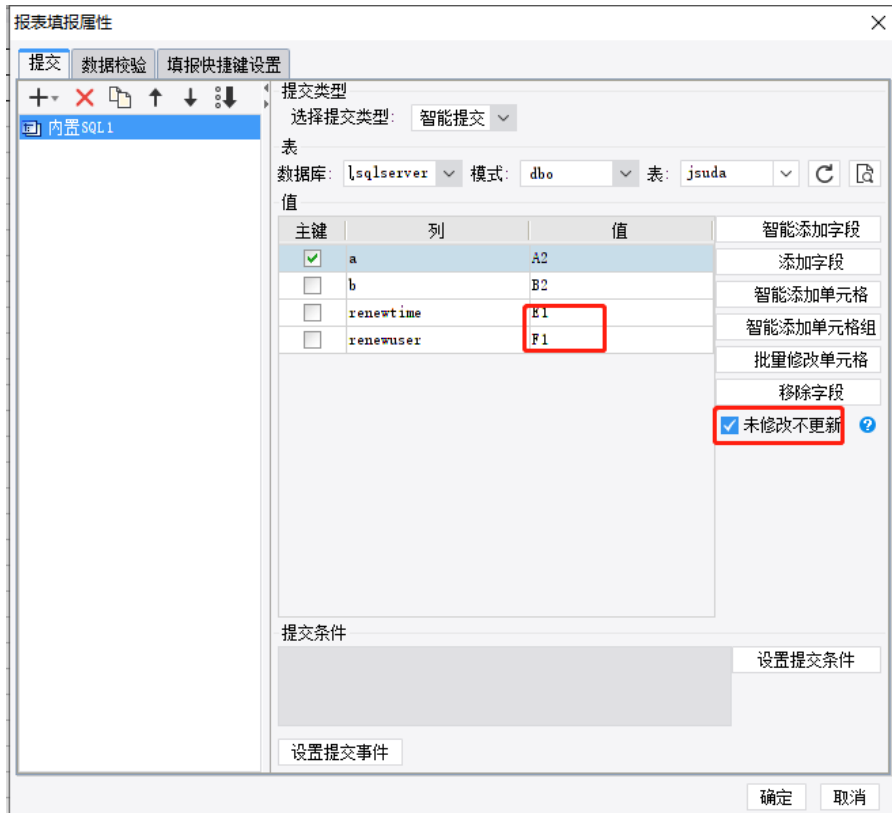 报表填报属性
提交 数据校验 填报快捷键设置
内置SQL1
提交类型
选择提交类型: 智能提交
表
数据库: lsqlserver 模式: dbo 表: jsuda
值
主键 列 值
a A2
b B2
renewtime E1
renewuser F1
智能添加字段
添加字段
智能添加单元格
智能添加单元格组
批量修改单元格
移除字段
未修改不更新
提交条件
设置提交条件
设置提交事件
确定 取消